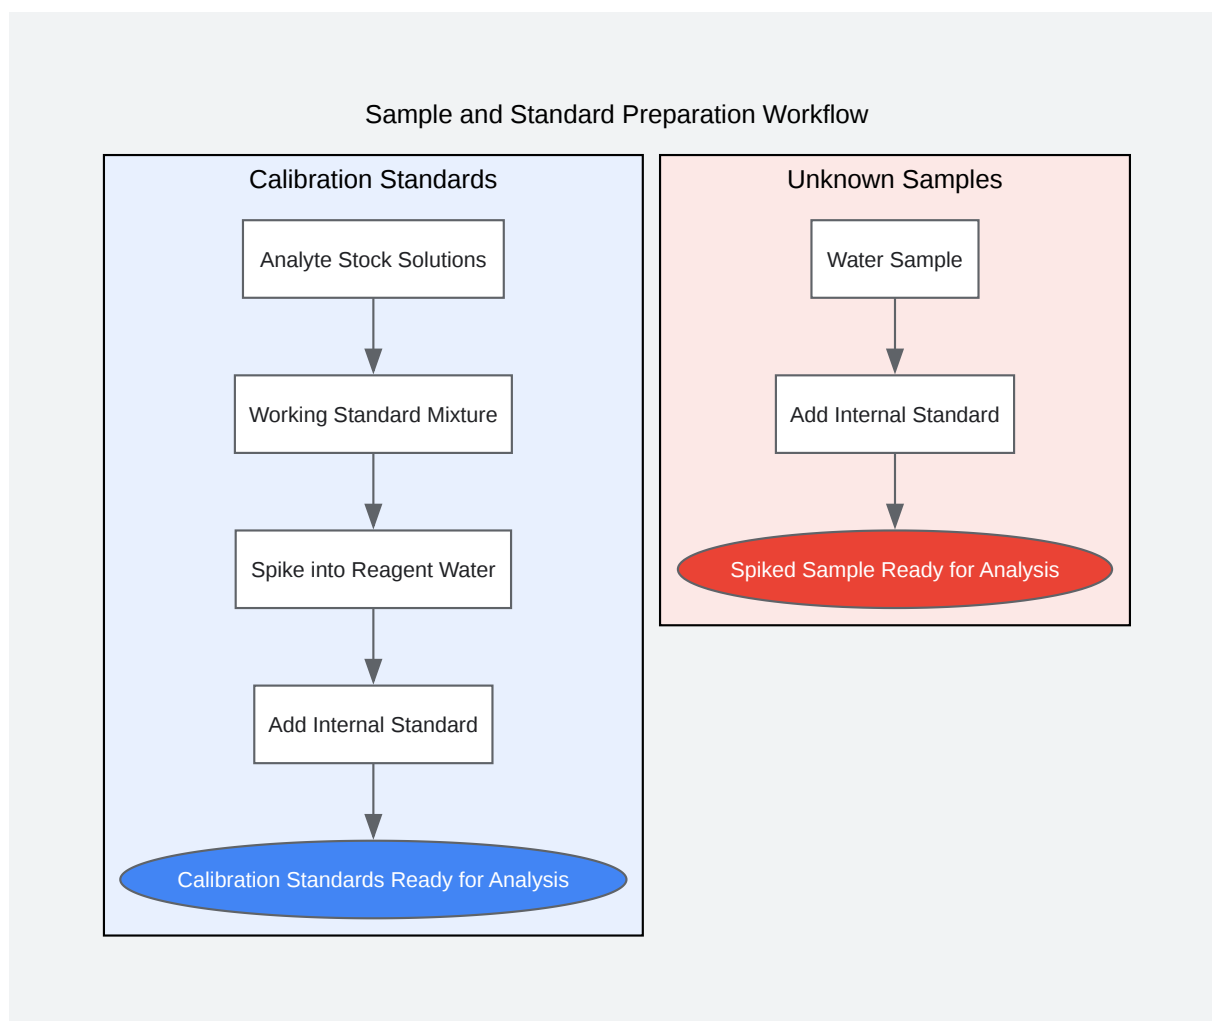 Sample and Standard Preparation Workflow
Calibration Standards
Analyte Stock Solutions
Working Standard Mixture
Spike into Reagent Water
Add Internal Standard
Calibration Standards Ready for Analysis
Unknown Samples
Water Sample
Add Internal Standard
Spiked Sample Ready for Analysis